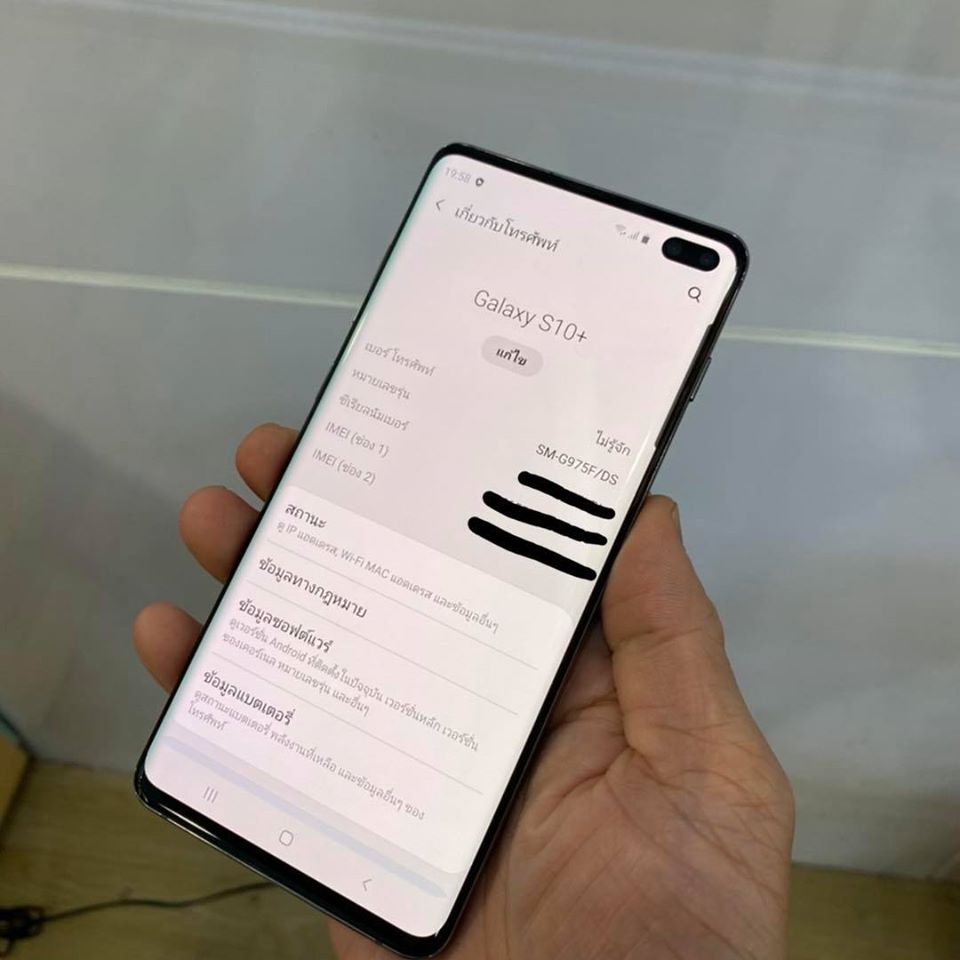 19:58
เกี่ยวกับโทรศัพท์
Galaxy S10+
แก้ไข
เบอร์โทรศัพท์ ไม่รู้จัก
หมายเลขรุ่น SM-G975F/DS
ซีเรียลนัมเบอร์
IMEI (ช่อง 1)
IMEI (ช่อง 2)
สถานะ
ดู IP แอดเดรส, Wi-Fi MAC แอดเดรส และข้อมูลอื่นๆ
ข้อมูลทางกฎหมาย
ข้อมูลซอฟต์แวร์
ดูเวอร์ชั่น Android ที่ติดตั้งในปัจจุบัน เวอร์ชั่นหลัก เวอร์ชั่น
ของเคอร์เนล หมายเลขรุ่น และอื่นๆ
ข้อมูลแบตเตอรี่
ดูสถานะแบตเตอรี่ พลังงานที่เหลือ และข้อมูลอื่นๆ ของ
โทรศัพท์